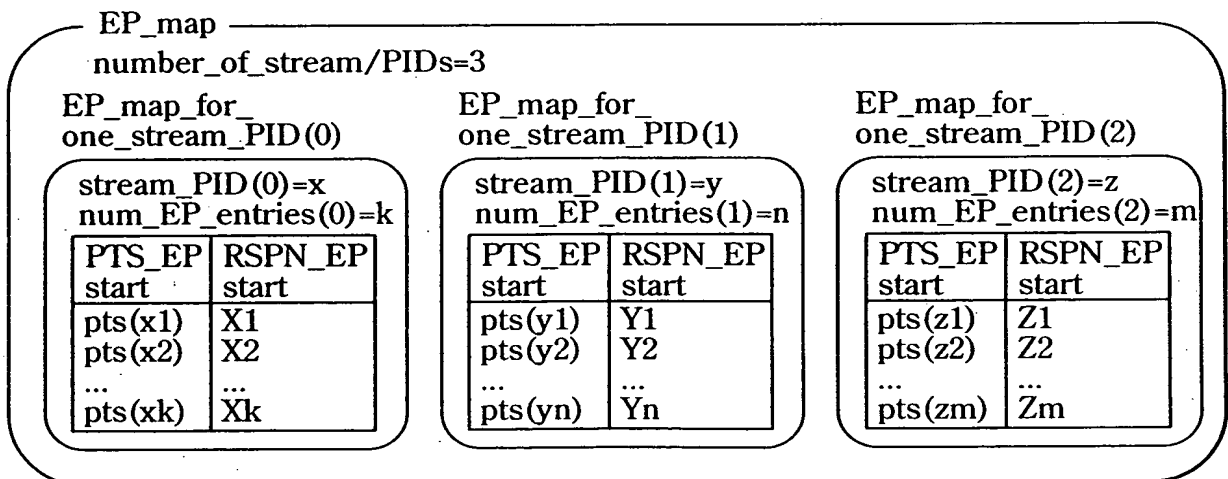 EP_map
number_of_stream/PIDs=3
EP_map_for_
one_stream_PID(0)
stream_PID(0)=x
num_EP_entries(0)=k
PTS_EP RSPN_EP
start start
pts(x1) X1
pts(x2) X2
... ...
pts(xk) Xk
EP_map_for_
one_stream_PID(1)
stream_PID(1)=y
num_EP_entries(1)=n
PTS_EP RSPN_EP
start start
pts(y1) Y1
pts(y2) Y2
... ...
pts(yn) Yn
EP_map_for_
one_stream_PID(2)
stream_PID(2)=z
num_EP_entries(2)=m
PTS_EP RSPN_EP
start start
pts(z1) Z1
pts(z2) Z2
... ...
pts(zm) Zm